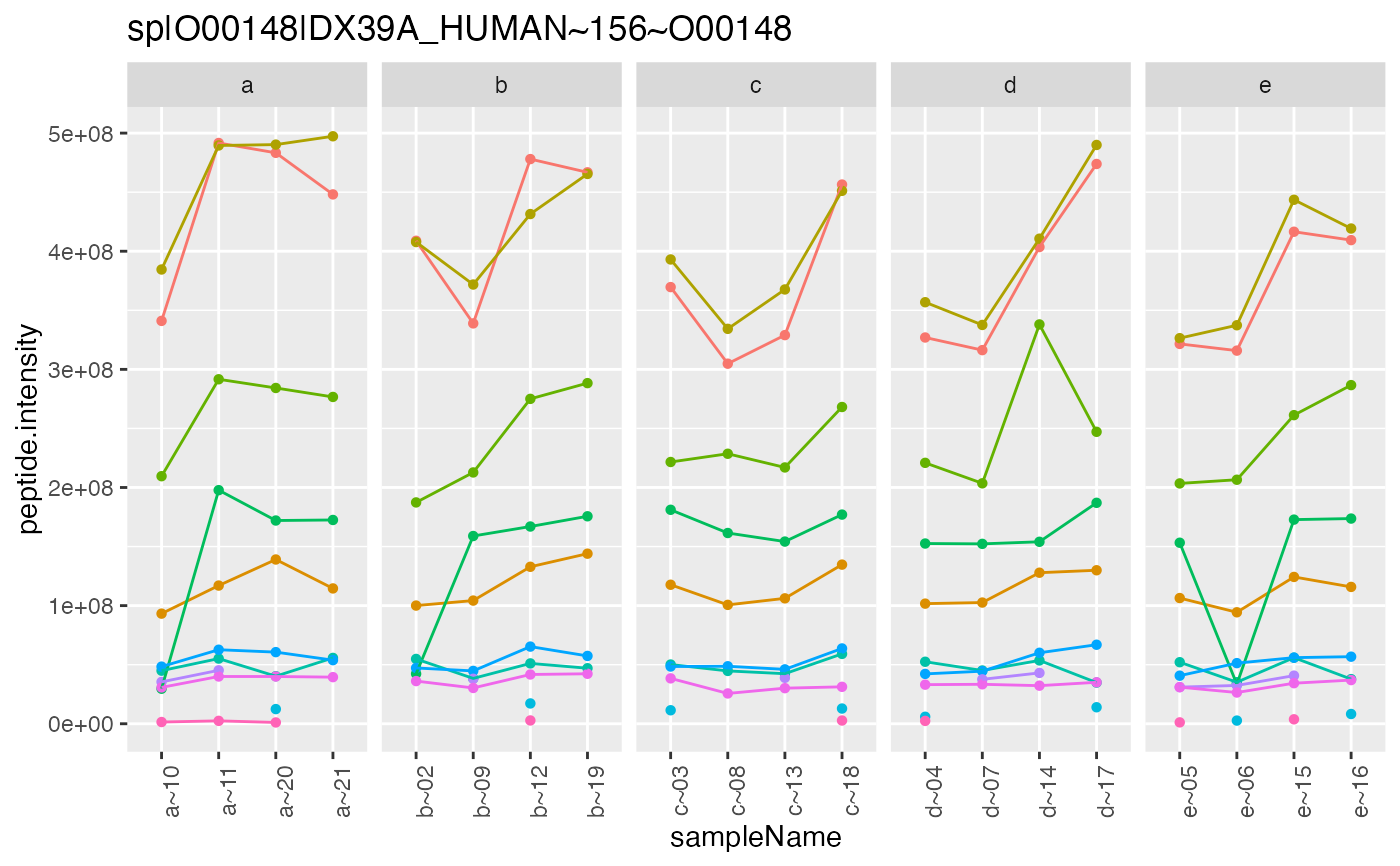 sp|O00148|DX39A_HUMAN~156~O00148
a b c d e
5e+08
4e+08
3e+08
2e+08
1e+08
0e+00
peptide.intensity
a~10 a~11 a~20 a~21 b~02 b~09 b~12 b~19 c~03 c~08 c~13 c~18 d~04 d~07 d~14 d~17 e~05 e~06 e~15 e~16
sampleName